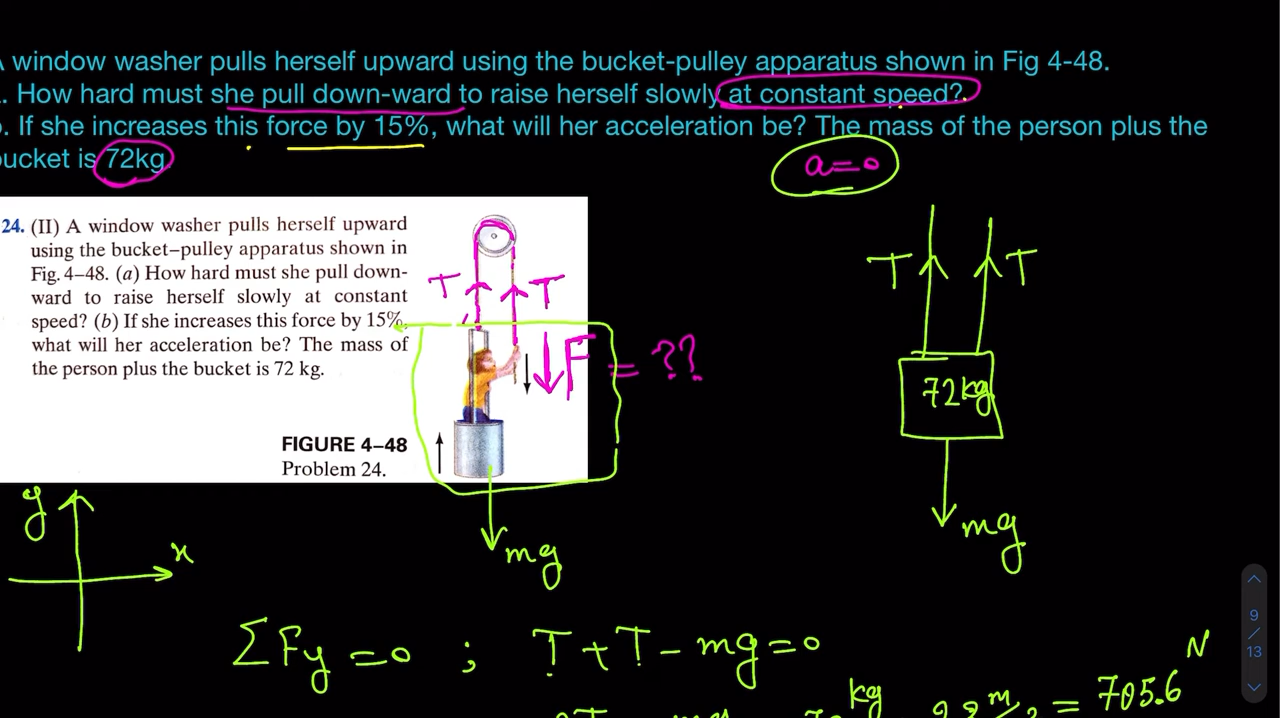 A window washer pulls herself upward using the bucket-pulley apparatus shown in Fig 4-48.
. How hard must she pull down-ward to raise herself slowly at constant speed?.
. If she increases this force by 15%, what will her acceleration be? The mass of the person plus the
bucket is 72kg
a=0
24. (II) A window washer pulls herself upward
using the bucket–pulley apparatus shown in
Fig. 4–48. (a) How hard must she pull down-
ward to raise herself slowly at constant
speed? (b) If she increases this force by 15%,
what will her acceleration be? The mass of
the person plus the bucket is 72 kg.
T T
F = ??
FIGURE 4–48
Problem 24.
mg
T T
72kg
mg
y
x
ΣFy =0 ; T+T-mg=0
kg
m = 705.6 N
9
/
13